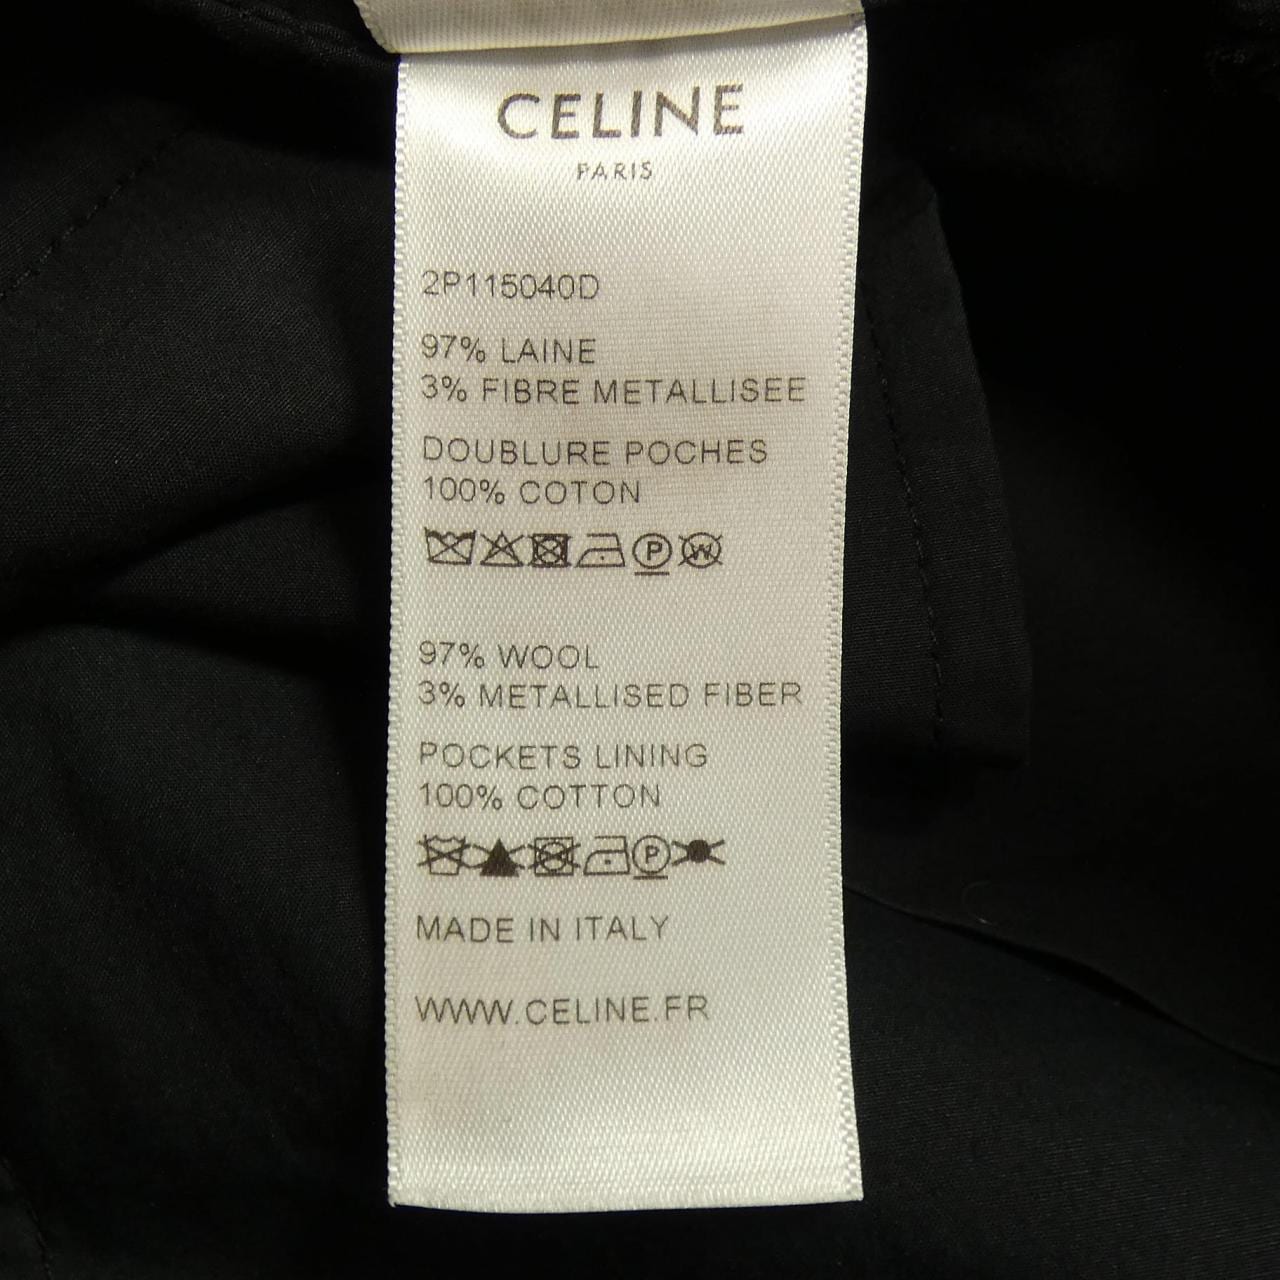 CELINE
PARIS
2P115040D
97% LAINE
3% FIBRE METALLISEE
DOUBLURE POCHES
100% COTON
P W
97% WOOL
3% METALLISED FIBER
POCKETS LINING
100% COTTON
P
MADE IN ITALY
WWW.CELINE.FR